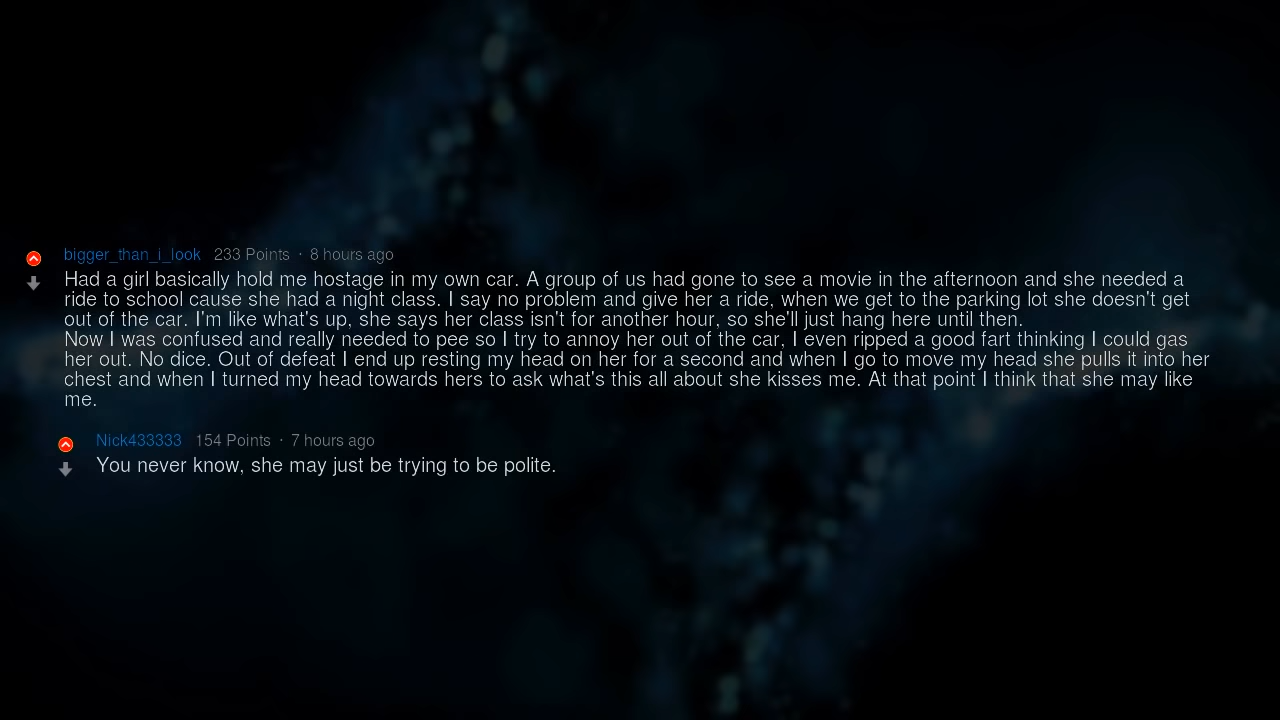 bigger_than_i_look 233 Points · 8 hours ago
Had a girl basically hold me hostage in my own car. A group of us had gone to see a movie in the afternoon and she needed a
ride to school cause she had a night class. I say no problem and give her a ride, when we get to the parking lot she doesn't get
out of the car. I'm like what's up, she says her class isn't for another hour, so she'll just hang here until then.
Now I was confused and really needed to pee so I try to annoy her out of the car, I even ripped a good fart thinking I could gas
her out. No dice. Out of defeat I end up resting my head on her for a second and when I go to move my head she pulls it into her
chest and when I turned my head towards hers to ask what's this all about she kisses me. At that point I think that she may like
me.
Nick433333 154 Points · 7 hours ago
You never know, she may just be trying to be polite.